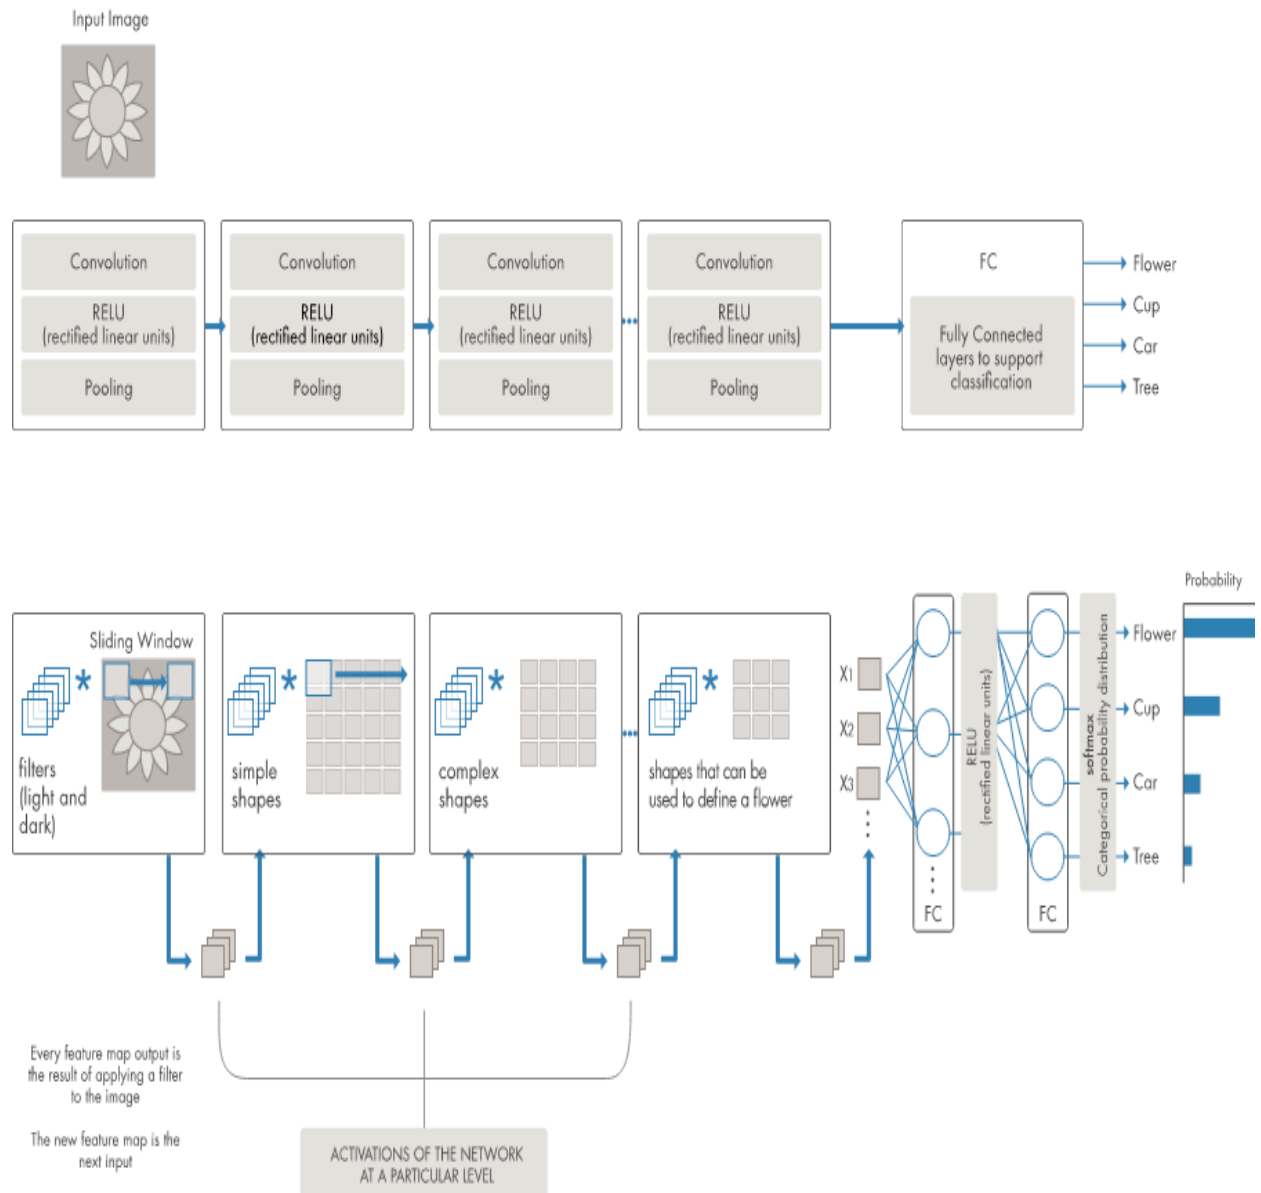 Input Image
Convolution
RELU
(rectified linear units)
Pooling
Convolution
RELU
(rectified linear units)
Pooling
Convolution
RELU
(rectified linear units)
Pooling
Convolution
RELU
(rectified linear units)
Pooling
FC
Fully Connected
layers to support
classification
Flower
Cup
Car
Tree
Sliding Window
*
filters
(light and
dark)
*
simple
shapes
*
complex
shapes
*
shapes that can be
used to define a flower
X1
X2
X3
FC
RELU
(rectified linear units)
FC
softmax
Categorical probability distribution
Probability
Flower
Cup
Car
Tree
Every feature map output is
the result of applying a filter
to the image
The new feature map is the
next input
ACTIVATIONS OF THE NETWORK
AT A PARTICULAR LEVEL